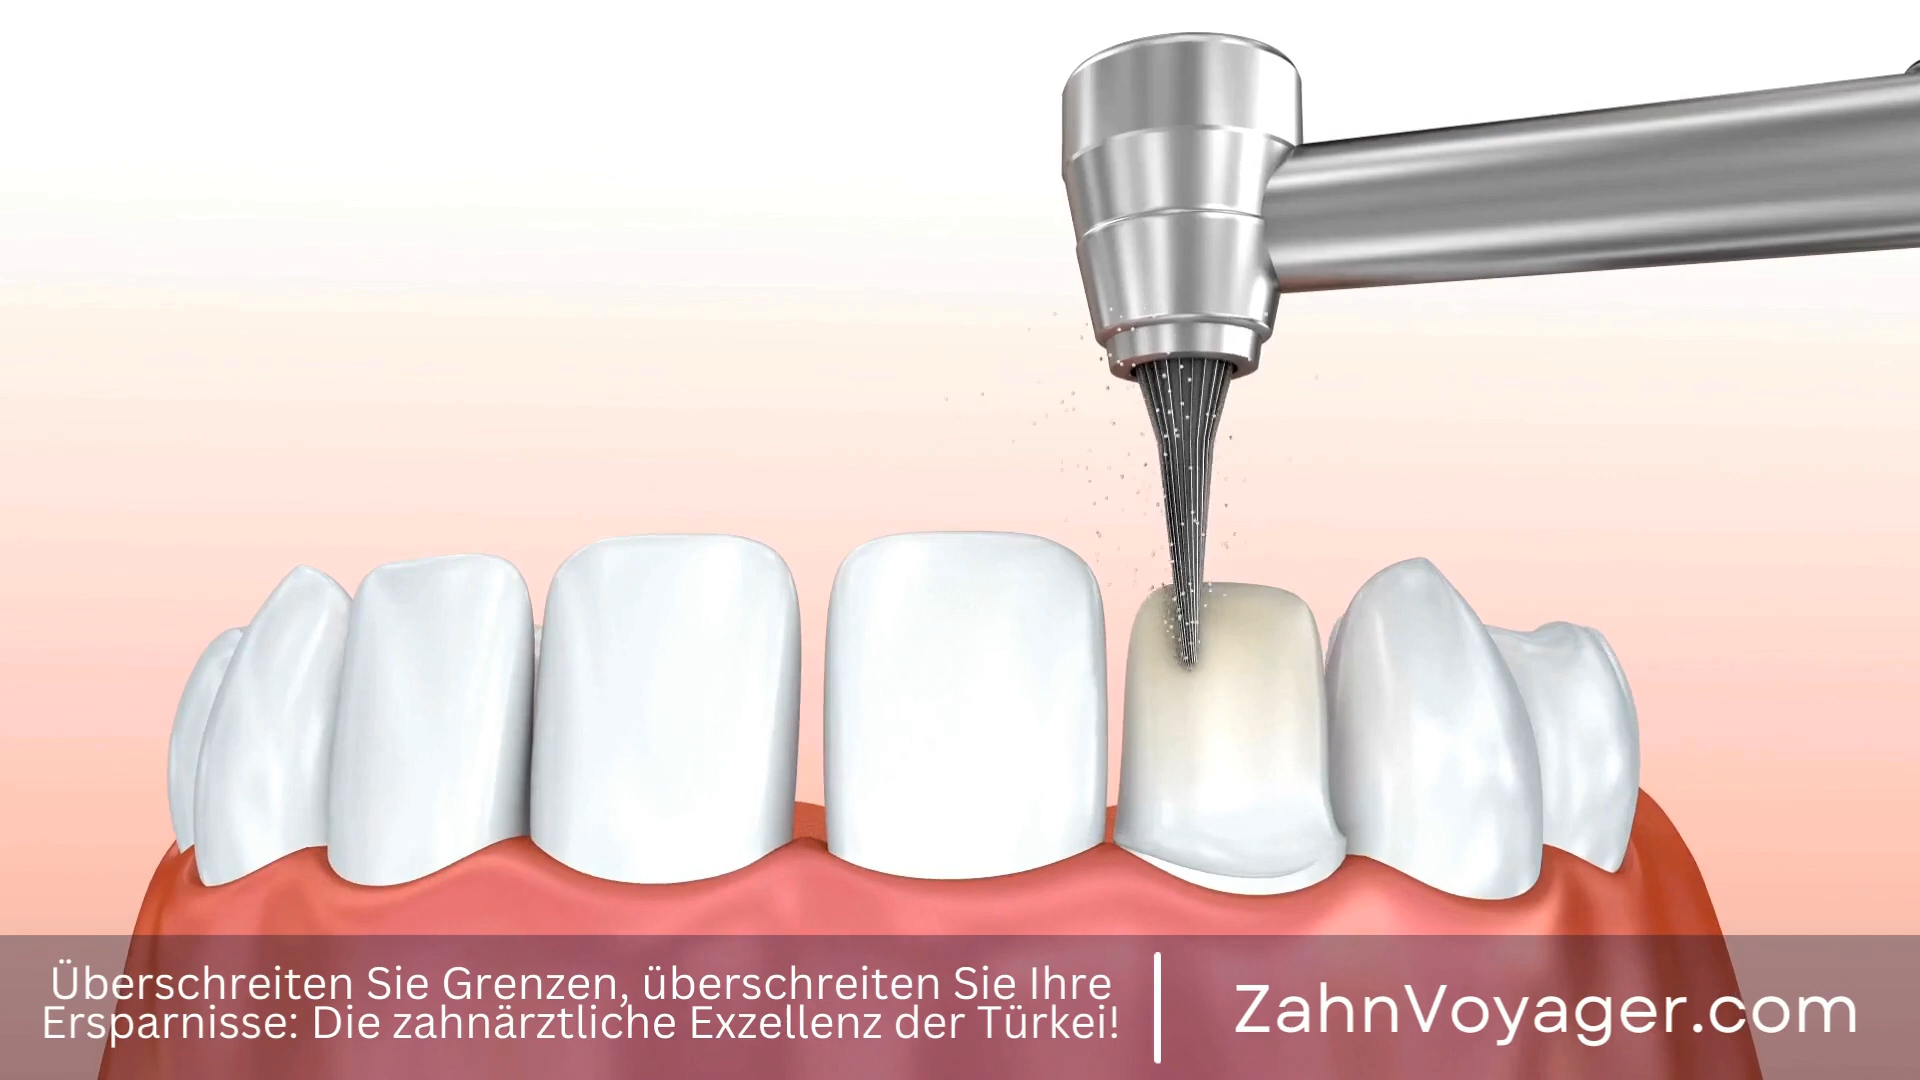 Überschreiten Sie Grenzen, überschreiten Sie Ihre
Ersparnisse: Die zahnärztliche Exzellenz der Türkei!
ZahnVoyager.com